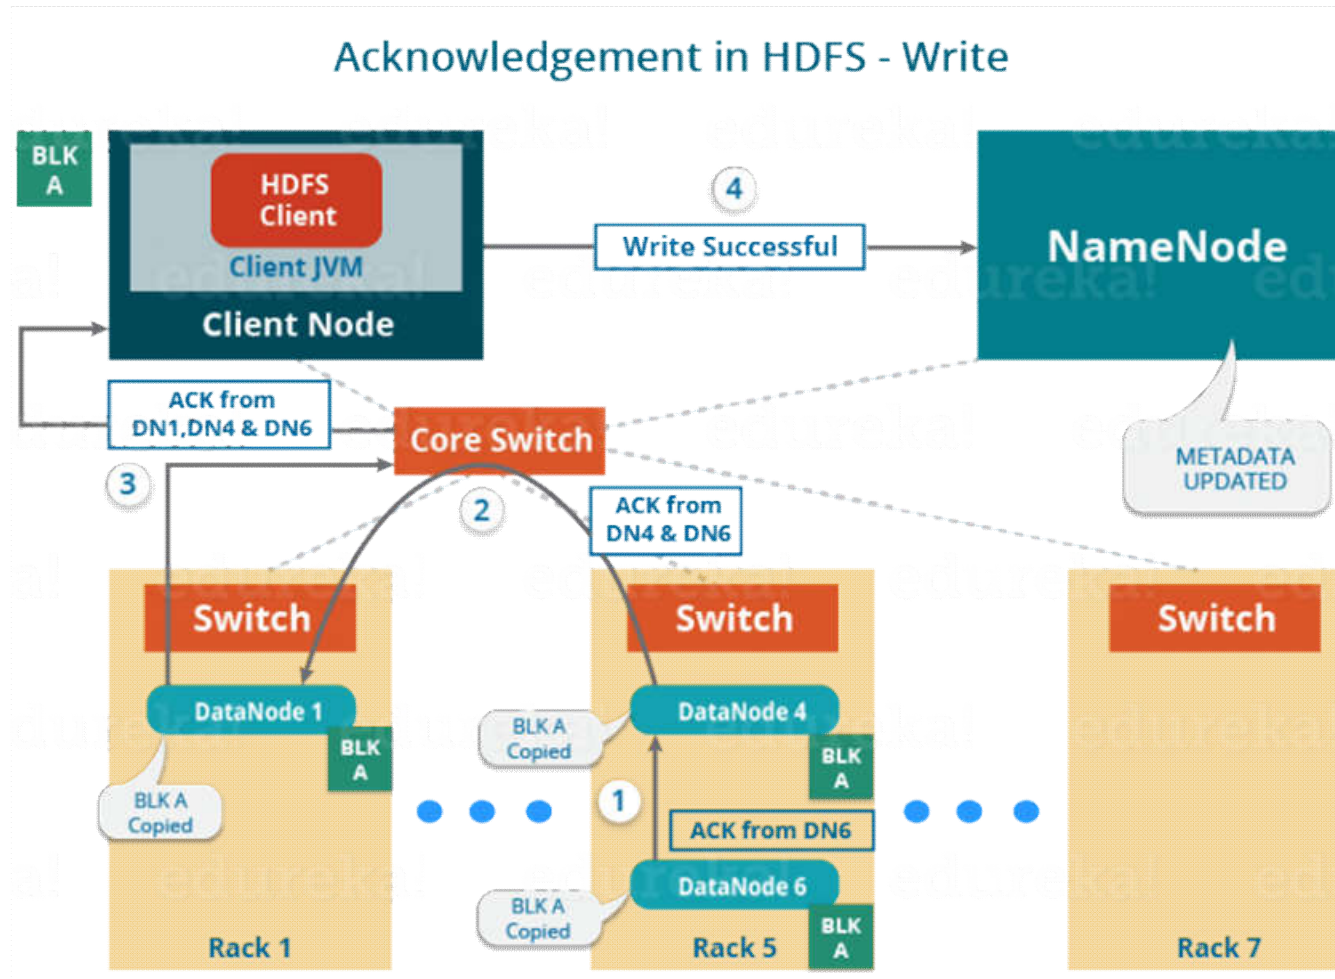 Acknowledgement in HDFS - Write
BLK
A
HDFS
Client
Client JVM
Client Node
4
Write Successful
NameNode
METADATA
UPDATED
ACK from
DN1,DN4 & DN6
Core Switch
3
2
ACK from
DN4 & DN6
Switch
DataNode 1
BLK
A
BLK A
Copied
Rack 1
Switch
DataNode 4
BLK A
Copied
BLK
A
1
ACK from DN6
DataNode 6
BLK A
Copied
BLK
A
Rack 5
Switch
Rack 7
edureka!